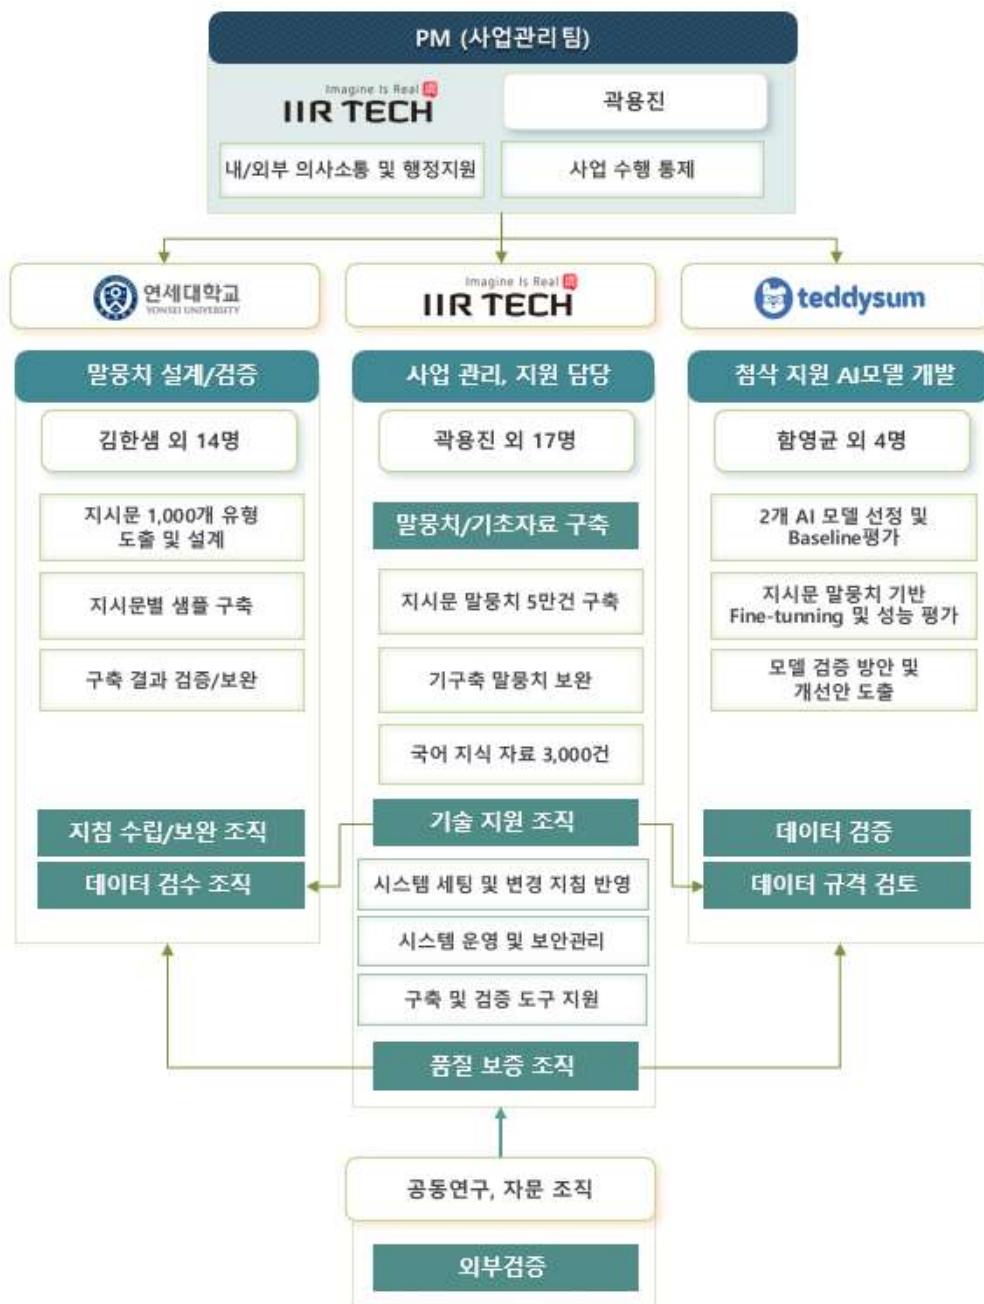 PM (사업관리팀)
Imagine Is Real
IIR TECH
곽용진
내/외부 의사소통 및 행정지원
사업 수행 통제
연세대학교
YONSEI UNIVERSITY
말뭉치 설계/검증
김한샘 외 14명
지시문 1,000개 유형
도출 및 설계
지시문별 샘플 구축
구축 결과 검증/보완
지침 수립/보완 조직
데이터 검수 조직
Imagine Is Real
IIR TECH
사업 관리, 지원 담당
곽용진 외 17명
말뭉치/기초자료 구축
지시문 말뭉치 5만건 구축
기구축 말뭉치 보완
국어 지식 자료 3,000건
기술 지원 조직
시스템 세팅 및 변경 지침 반영
시스템 운영 및 보안관리
구축 및 검증 도구 지원
품질 보증 조직
teddysum
첨삭 지원 AI모델 개발
함영균 외 4명
2개 AI 모델 선정 및
Baseline평가
지시문 말뭉치 기반
Fine-tunning 및 성능 평가
모델 검증 방안 및
개선안 도출
데이터 검증
데이터 규격 검토
공동연구, 자문 조직
외부검증